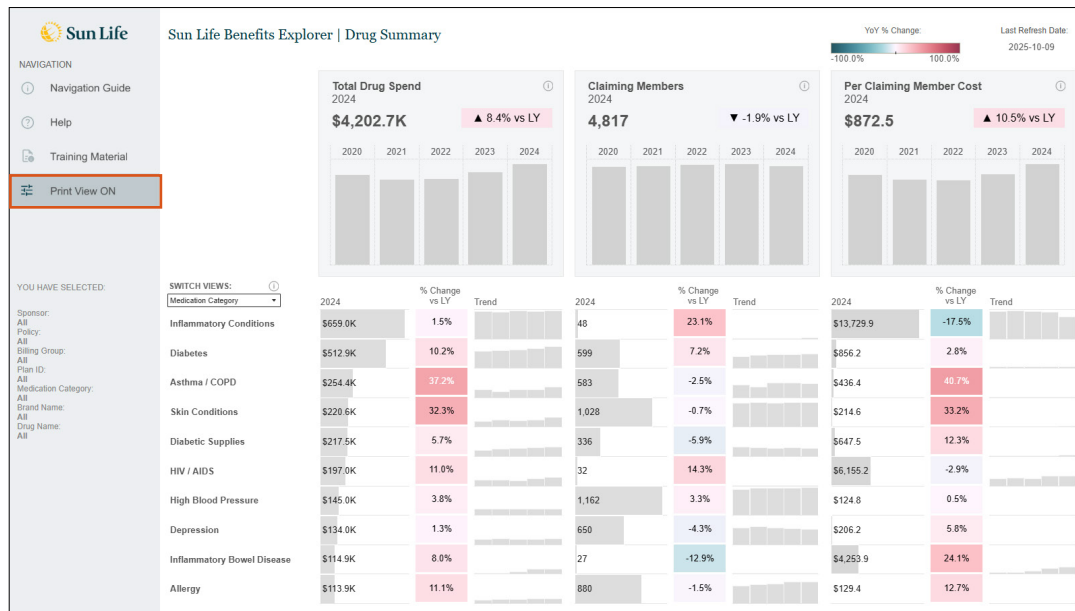 Sun Life
Sun Life Benefits Explorer | Drug Summary
YoY % Change:
-100.0% 100.0%
Last Refresh Date:
2025-10-09
NAVIGATION
Navigation Guide
Help
Training Material
Print View ON
YOU HAVE SELECTED:
Sponsor:
All
Policy:
All
Billing Group:
All
Plan ID:
All
Medication Category:
All
Brand Name:
All
Drug Name:
All
Total Drug Spend
2024
$4,202.7K ▲ 8.4% vs LY
2020 2021 2022 2023 2024
Claiming Members
2024
4,817 ▼ -1.9% vs LY
2020 2021 2022 2023 2024
Per Claiming Member Cost
2024
$872.5 ▲ 10.5% vs LY
2020 2021 2022 2023 2024
SWITCH VIEWS:
Medication Category
2024 % Change vs LY Trend 2024 % Change vs LY Trend 2024 % Change vs LY Trend
Inflammatory Conditions $659.0K 1.5% 48 23.1% $13,729.9 -17.5%
Diabetes $512.9K 10.2% 599 7.2% $856.2 2.8%
Asthma / COPD $254.4K 37.2% 583 -2.5% $436.4 40.7%
Skin Conditions $220.6K 32.3% 1,028 -0.7% $214.6 33.2%
Diabetic Supplies $217.5K 5.7% 336 -5.9% $647.5 12.3%
HIV / AIDS $197.0K 11.0% 32 14.3% $6,155.2 -2.9%
High Blood Pressure $145.0K 3.8% 1,162 3.3% $124.8 0.5%
Depression $134.0K 1.3% 650 -4.3% $206.2 5.8%
Inflammatory Bowel Disease $114.9K 8.0% 27 -12.9% $4,253.9 24.1%
Allergy $113.9K 11.1% 880 -1.5% $129.4 12.7%